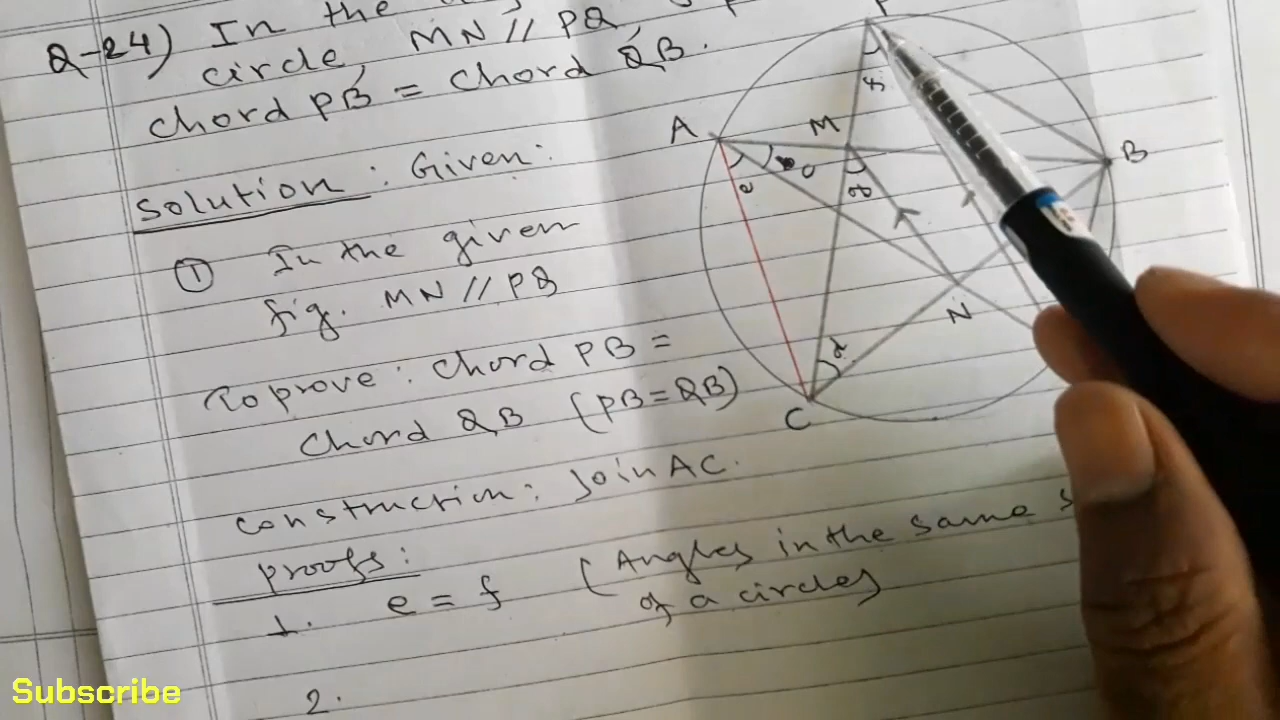 Q-24) In the
circle, MN // PQ,
chord PB = chord QB.
Solution: Given:
① In the given
fig. MN // PQ
To prove: chord PB =
chord QB (PB = QB)
construction: Join AC.
proofs:
1. e = f (Angles in the same
of a circles)
2.
A
M
B
f
e
g
N
d
C
Subscribe